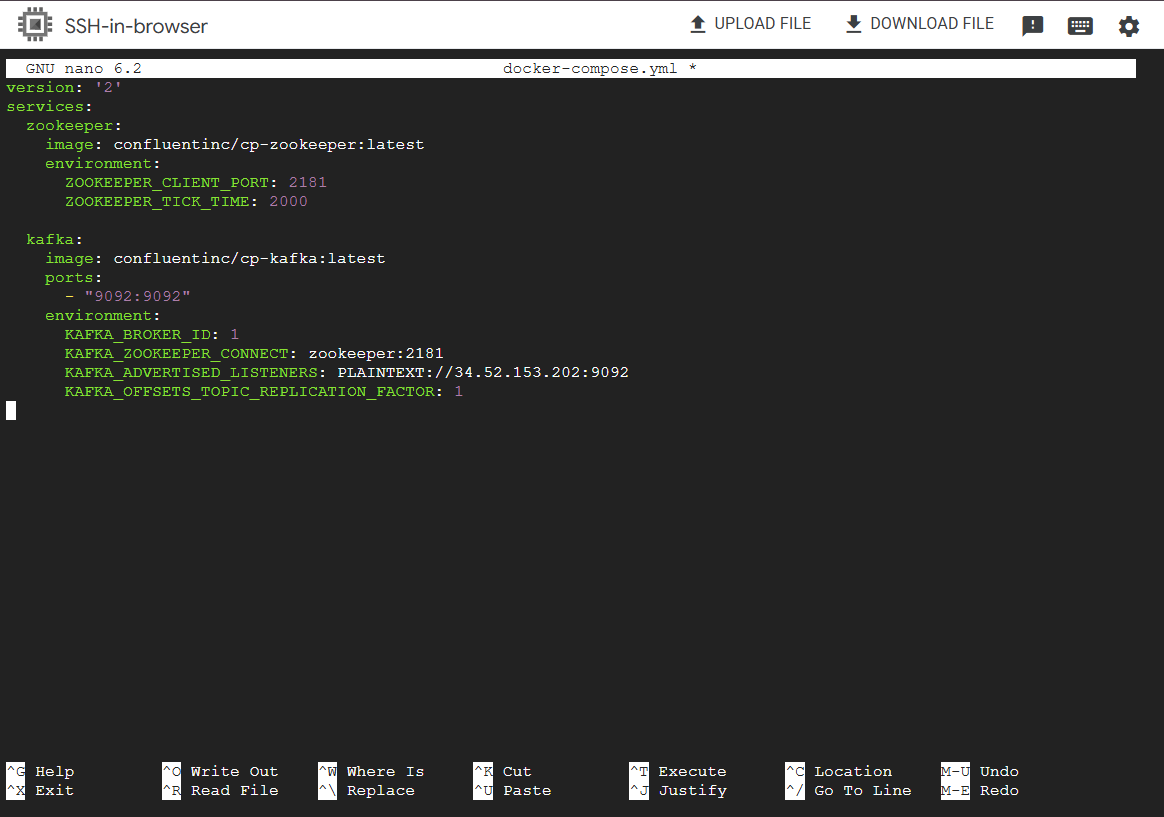 SSH-in-browser UPLOAD FILE DOWNLOAD FILE
GNU nano 6.2 docker-compose.yml *
version: '2'
services:
  zookeeper:
    image: confluentinc/cp-zookeeper:latest
    environment:
      ZOOKEEPER_CLIENT_PORT: 2181
      ZOOKEEPER_TICK_TIME: 2000

  kafka:
    image: confluentinc/cp-kafka:latest
    ports:
      - "9092:9092"
    environment:
      KAFKA_BROKER_ID: 1
      KAFKA_ZOOKEEPER_CONNECT: zookeeper:2181
      KAFKA_ADVERTISED_LISTENERS: PLAINTEXT://34.52.153.202:9092
      KAFKA_OFFSETS_TOPIC_REPLICATION_FACTOR: 1
^G Help ^O Write Out ^W Where Is ^K Cut ^T Execute ^C Location M-U Undo
^X Exit ^R Read File ^\ Replace ^U Paste ^J Justify ^/ Go To Line M-E Redo